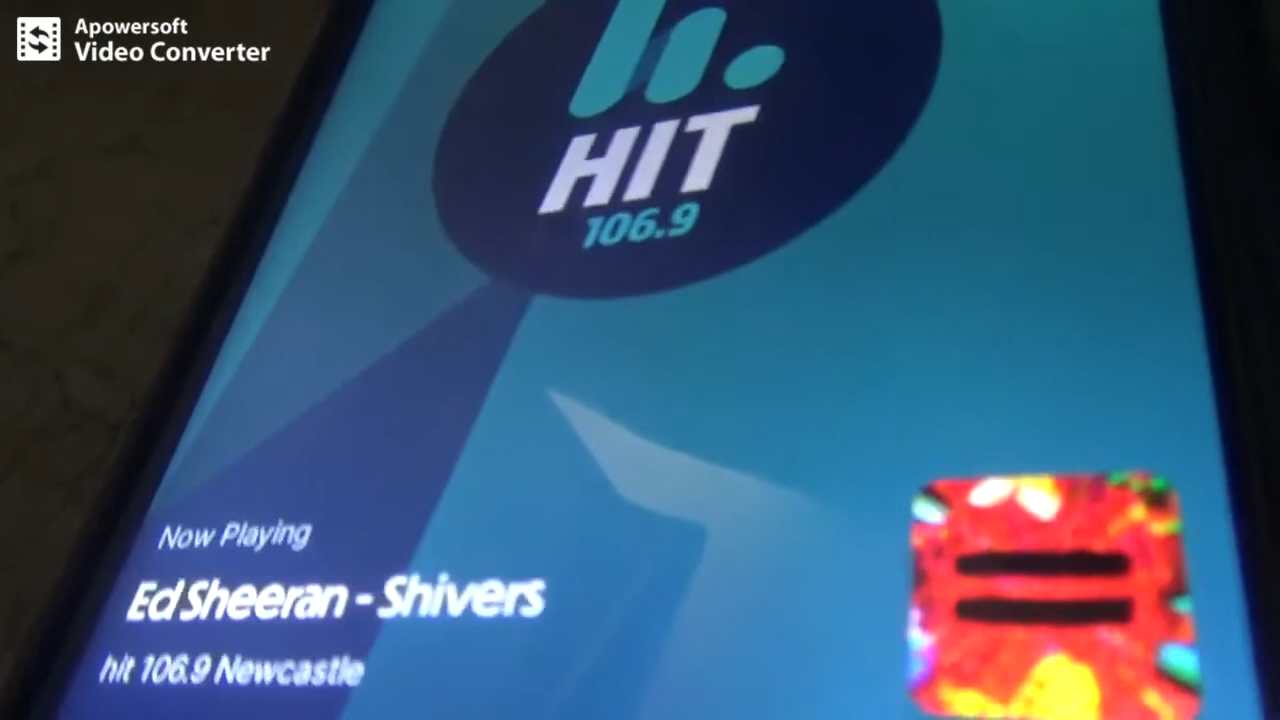 Apowersoft
Video Converter
h.
HIT
106.9
Now Playing
Ed Sheeran - Shivers
hit 106.9 Newcastle
=